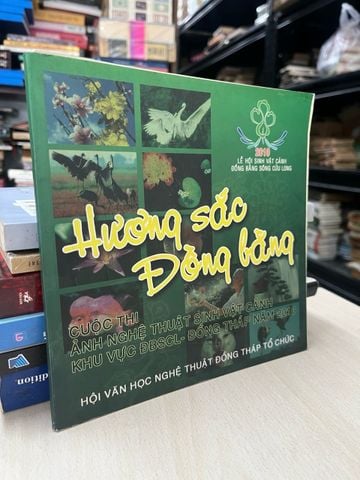 2010
LỄ HỘI SINH VẬT CẢNH
ĐỒNG BẰNG SÔNG CỬU LONG
Hương sắc
Đồng bằng
CUỘC THI
ẢNH NGHỆ THUẬT SINH VẬT CẢNH
KHU VỰC ĐBSCL - ĐỒNG THÁP NĂM 2010
HỘI VĂN HỌC NGHỆ THUẬT ĐỒNG THÁP TỔ CHỨC
dition